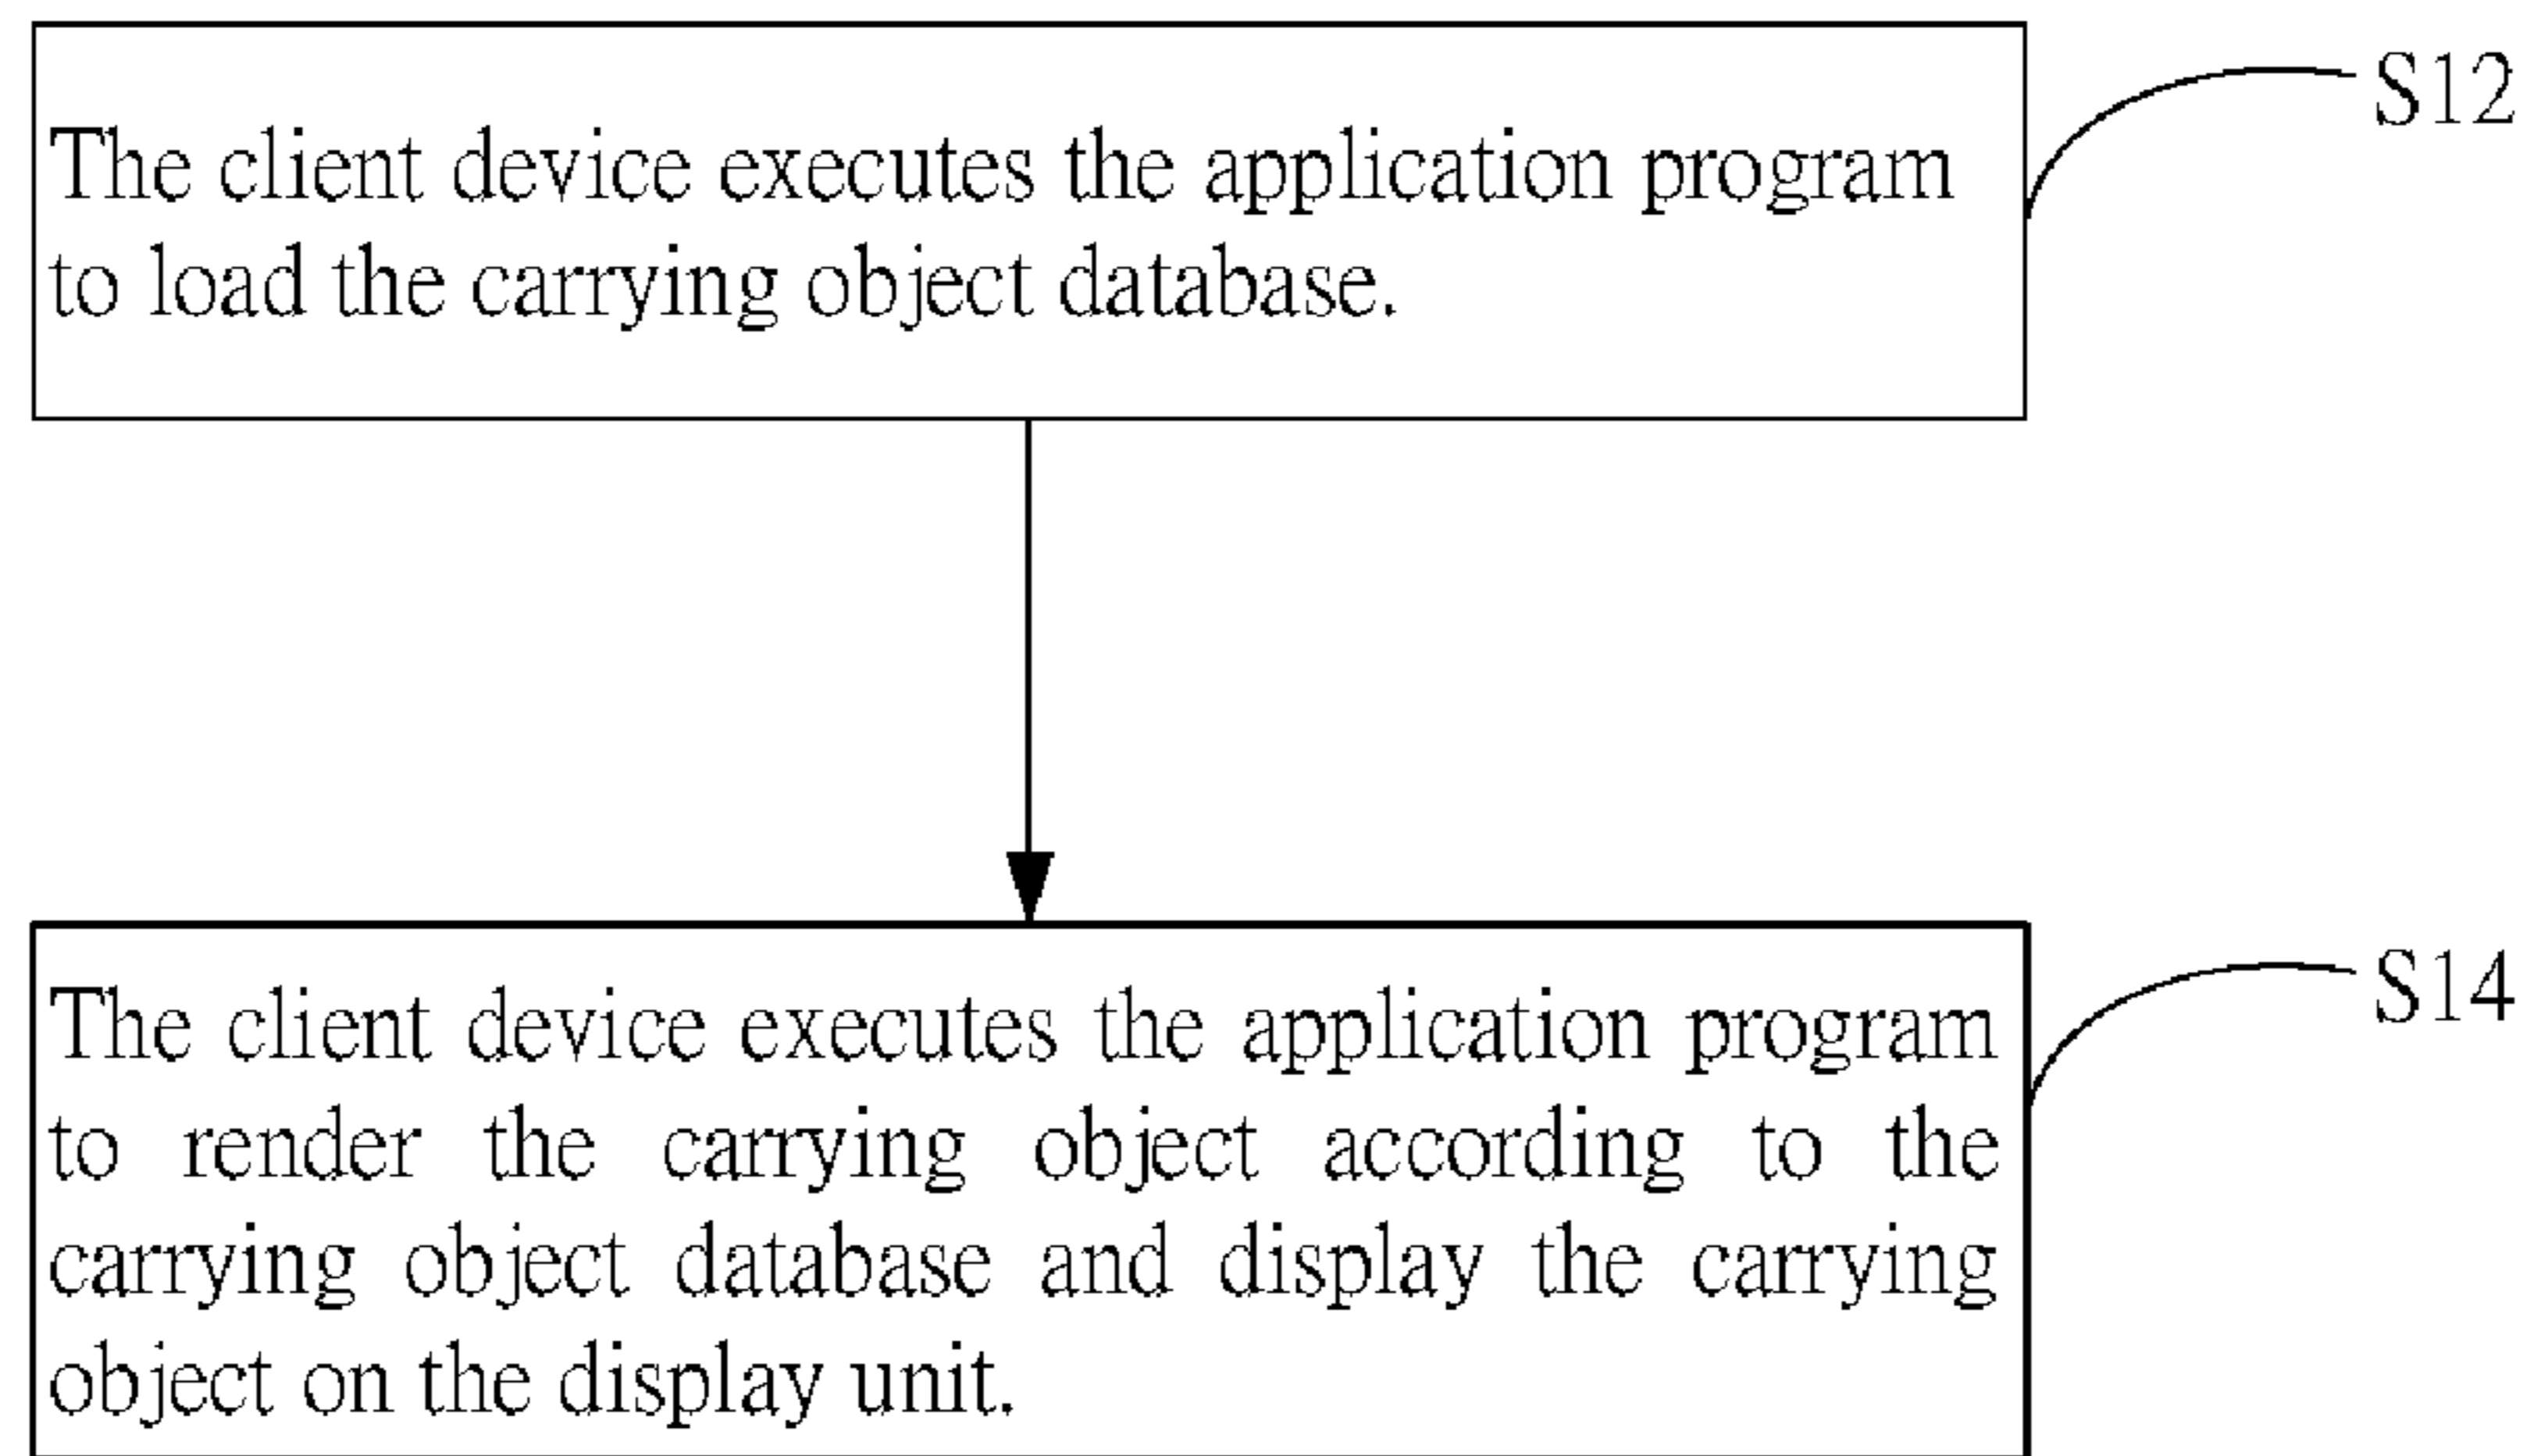 The client device executes the application program
to load the carrying object database.
S12
The client device executes the application program
to render the carrying object according to the
carrying object database and display the carrying
object on the display unit.
S14